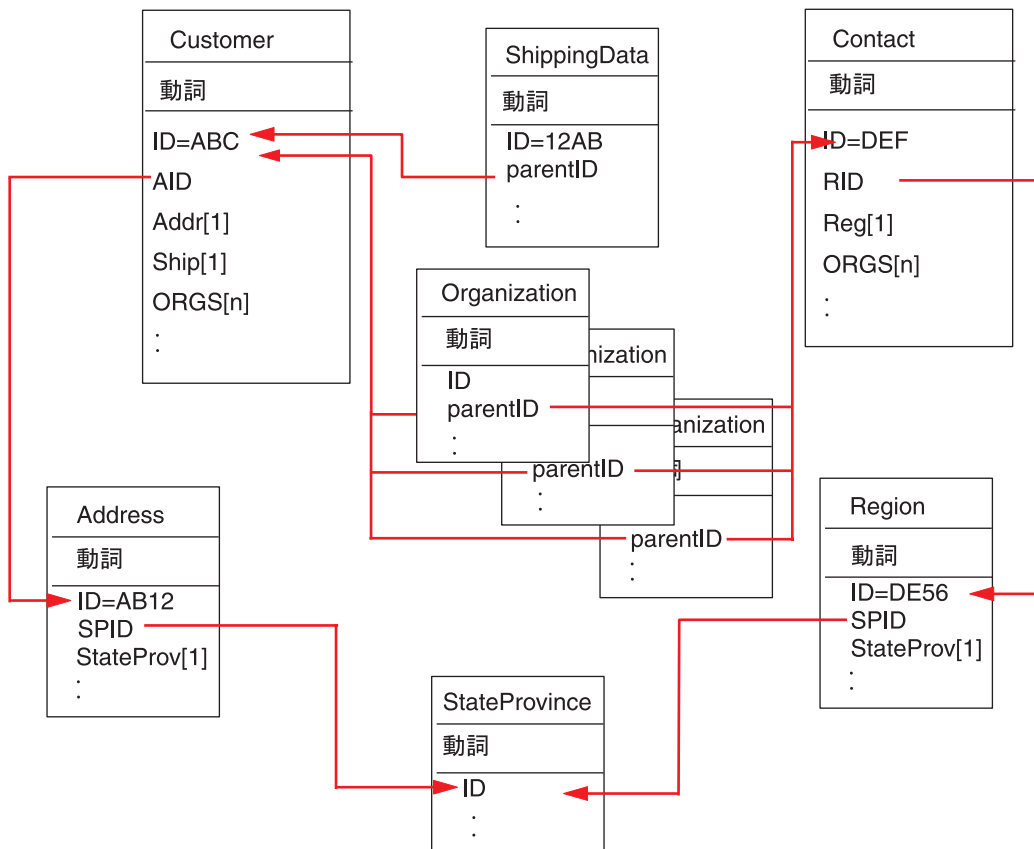 Customer
動詞
ID=ABC
AID
Addr[1]
Ship[1]
ORGS[n]
:
ShippingData
動詞
ID=12AB
parentID
:
Contact
動詞
ID=DEF
RID
Reg[1]
ORGS[n]
:
Organization
動詞
ID
parentID
:
nization
parentID
:
anization
parentID
:
Address
動詞
ID=AB12
SPID
StateProv[1]
:
Region
動詞
ID=DE56
SPID
StateProv[1]
:
StateProvince
動詞
ID
: